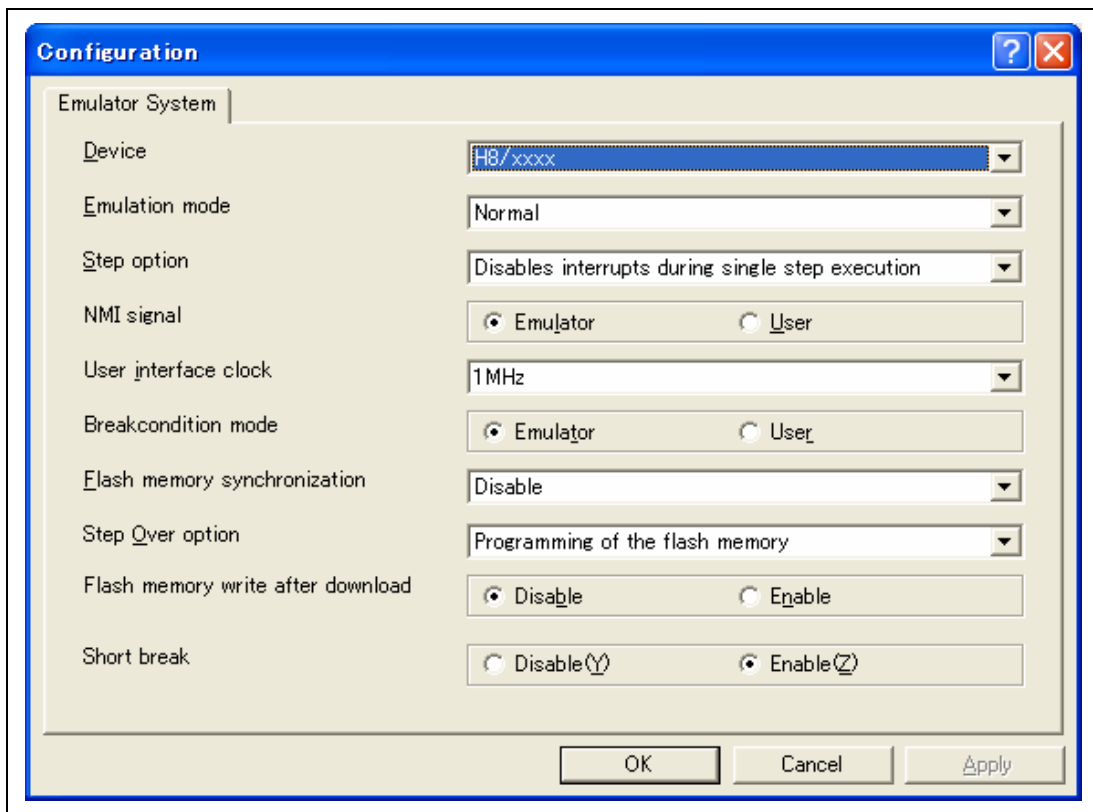 Configuration
Emulator System
Device H8/xxxx
Emulation mode Normal
Step option Disables interrupts during single step execution
NMI signal Emulator User
User interface clock 1MHz
Breakcondition mode Emulator User
Flash memory synchronization Disable
Step Over option Programming of the flash memory
Flash memory write after download Disable Enable
Short break Disable(Y) Enable(Z)
OK Cancel Apply